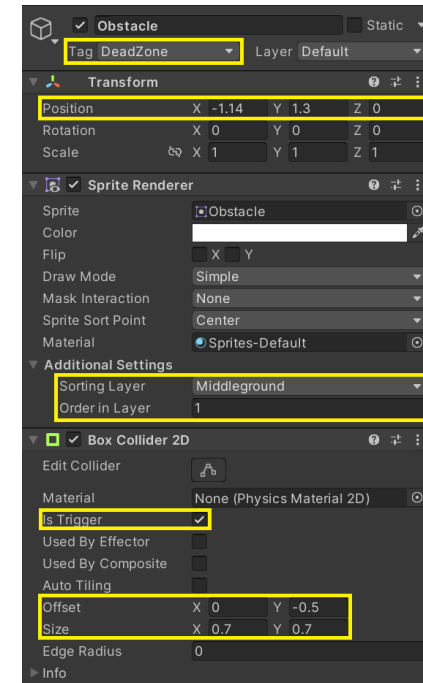 Obstacle Static
Tag DeadZone Layer Default
Transform
Position X -1.14 Y 1.3 Z 0
Rotation X 0 Y 0 Z 0
Scale X 1 Y 1 Z 1
Sprite Renderer
Sprite Obstacle
Color
Flip X Y
Draw Mode Simple
Mask Interaction None
Sprite Sort Point Center
Material Sprites-Default
Additional Settings
Sorting Layer Middleground
Order in Layer 1
Box Collider 2D
Edit Collider
Material None (Physics Material 2D)
Is Trigger
Used By Effector
Used By Composite
Auto Tiling
Offset X 0 Y -0.5
Size X 0.7 Y 0.7
Edge Radius 0
Info